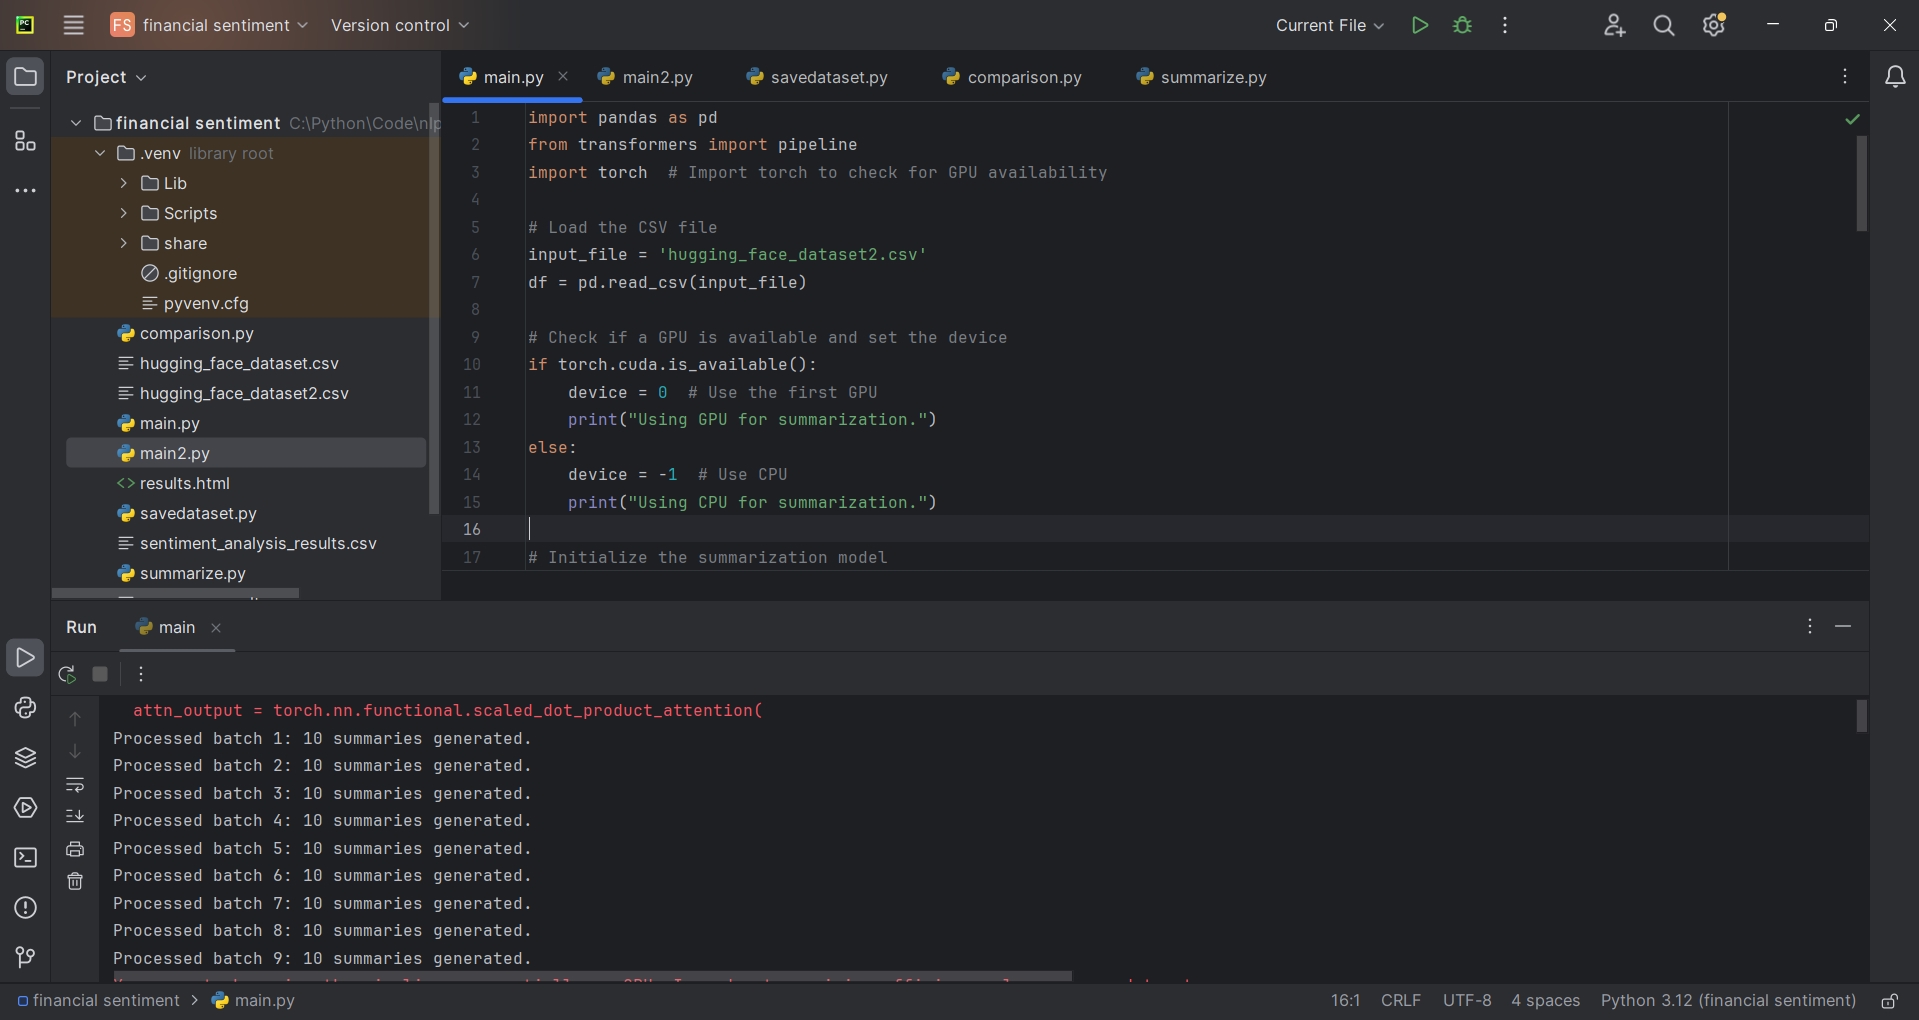 FS financial sentiment Version control Current File
Project
main.py main2.py savedataset.py comparison.py summarize.py
financial sentiment C:\Python\Code\nlp
.venv library root
Lib
Scripts
share
.gitignore
pyvenv.cfg
comparison.py
hugging_face_dataset.csv
hugging_face_dataset2.csv
main.py
main2.py
results.html
savedataset.py
sentiment_analysis_results.csv
summarize.py
1 import pandas as pd
2 from transformers import pipeline
3 import torch # Import torch to check for GPU availability
4
5 # Load the CSV file
6 input_file = 'hugging_face_dataset2.csv'
7 df = pd.read_csv(input_file)
8
9 # Check if a GPU is available and set the device
10 if torch.cuda.is_available():
11 device = 0 # Use the first GPU
12 print("Using GPU for summarization.")
13 else:
14 device = -1 # Use CPU
15 print("Using CPU for summarization.")
16
17 # Initialize the summarization model
Run main
attn_output = torch.nn.functional.scaled_dot_product_attention(
Processed batch 1: 10 summaries generated.
Processed batch 2: 10 summaries generated.
Processed batch 3: 10 summaries generated.
Processed batch 4: 10 summaries generated.
Processed batch 5: 10 summaries generated.
Processed batch 6: 10 summaries generated.
Processed batch 7: 10 summaries generated.
Processed batch 8: 10 summaries generated.
Processed batch 9: 10 summaries generated.
financial sentiment > main.py 16:1 CRLF UTF-8 4 spaces Python 3.12 (financial sentiment)